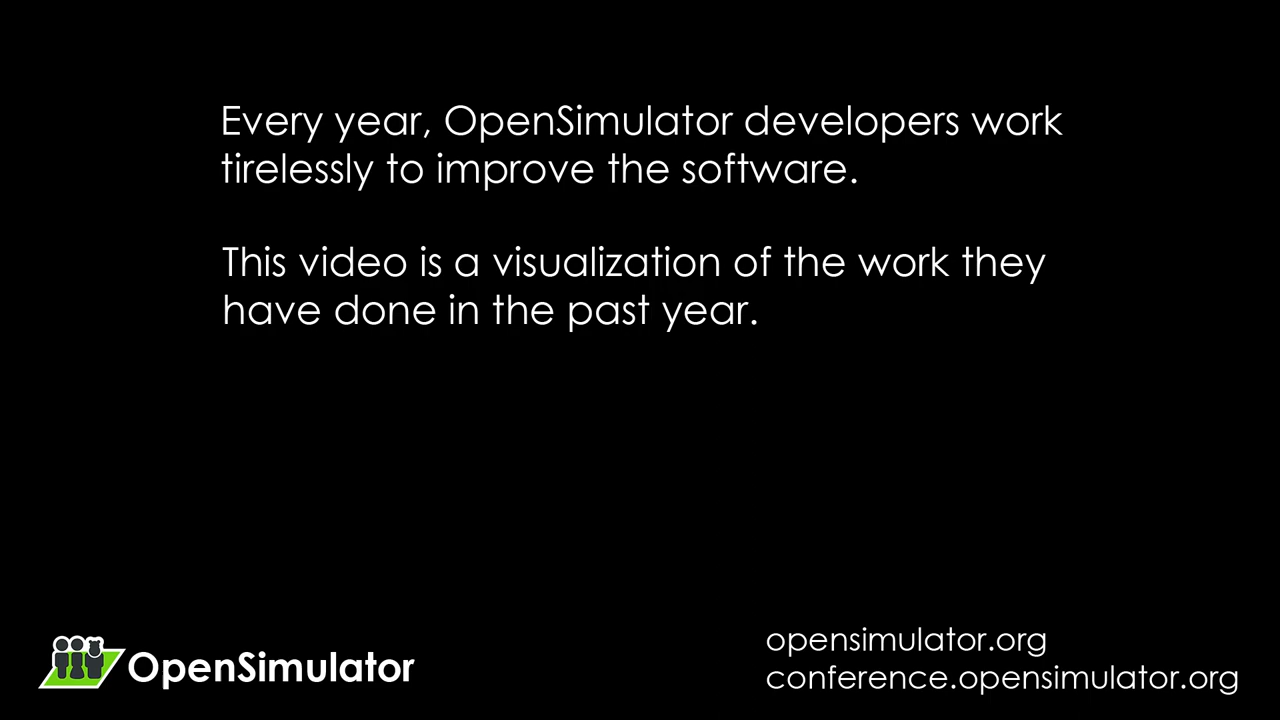 Every year, OpenSimulator developers work
tirelessly to improve the software.
This video is a visualization of the work they
have done in the past year.
OpenSimulator
opensimulator.org
conference.opensimulator.org